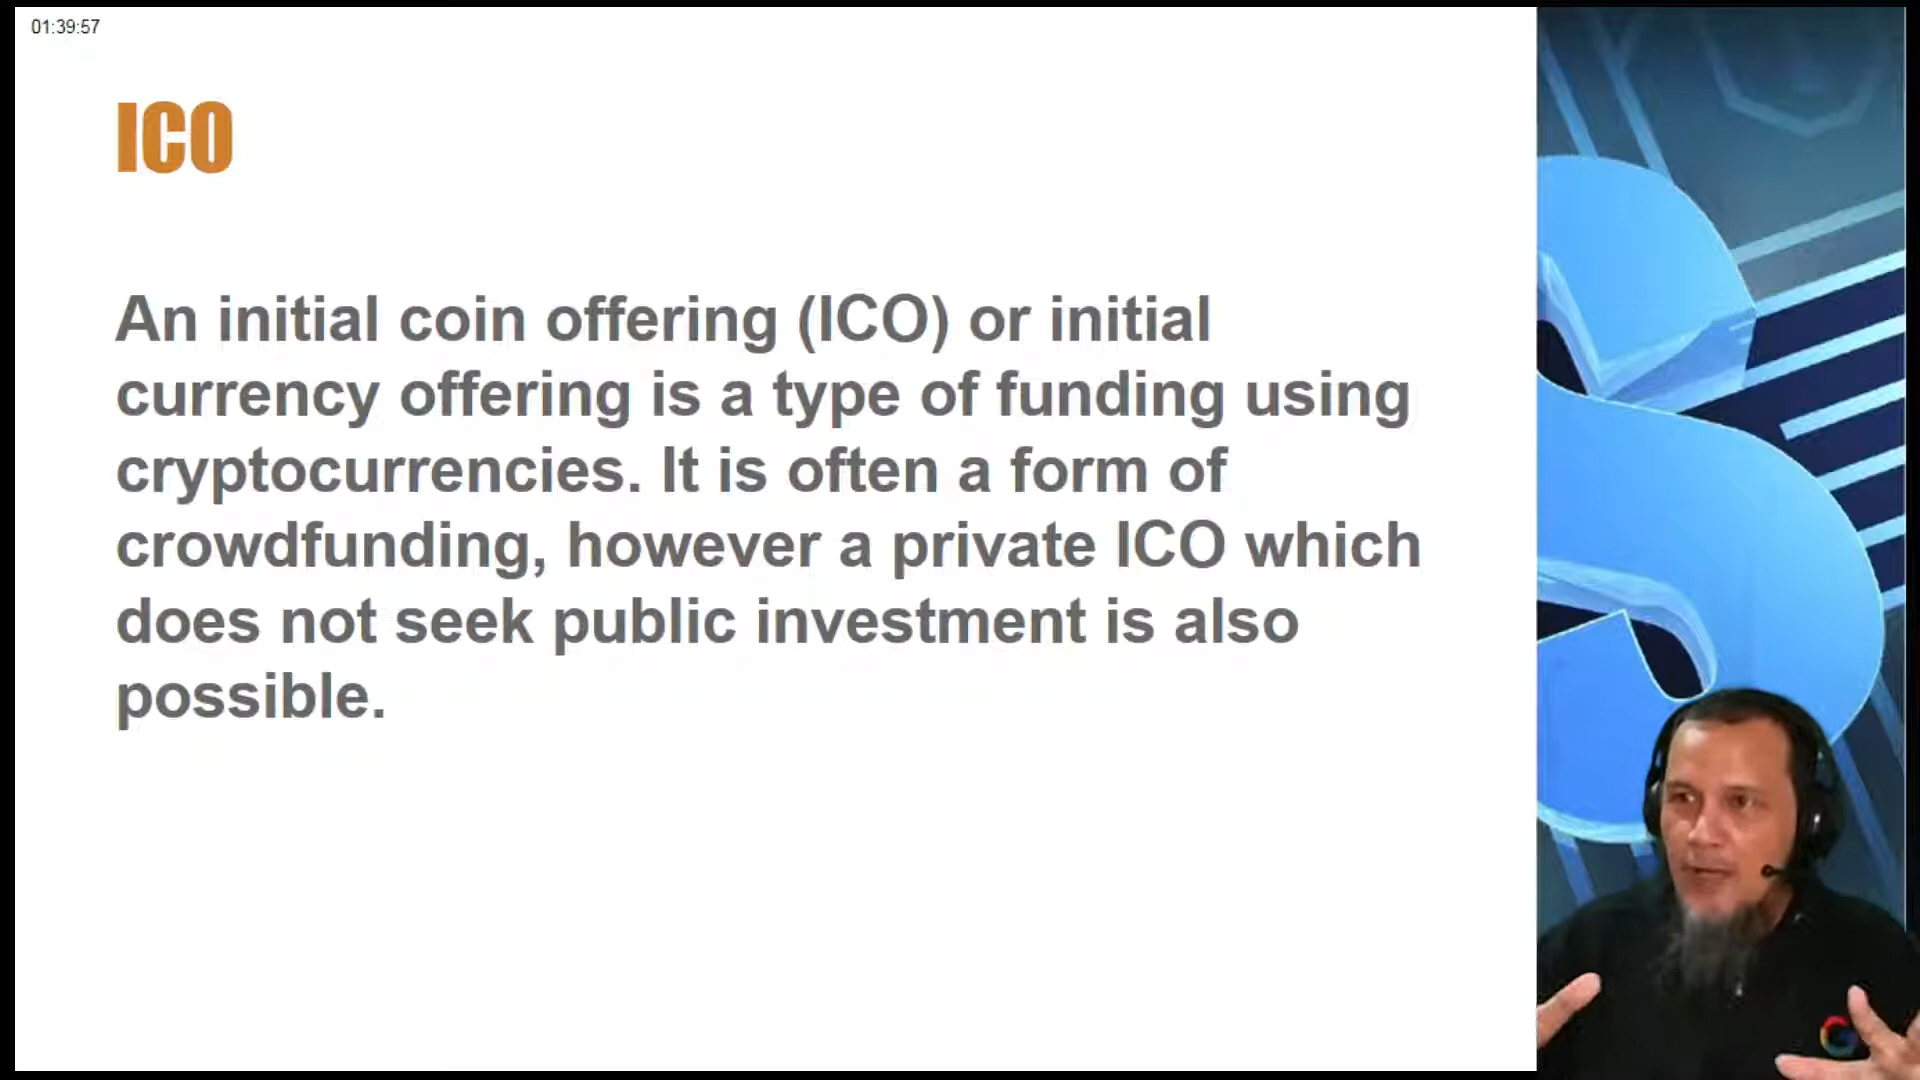 01:39:57
ICO
An initial coin offering (ICO) or initial
currency offering is a type of funding using
cryptocurrencies. It is often a form of
crowdfunding, however a private ICO which
does not seek public investment is also
possible.